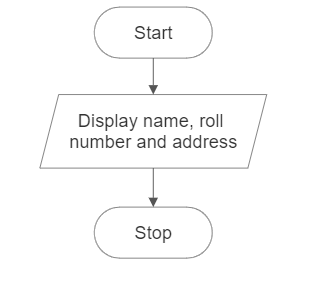 Start
Display name, roll
number and address
Stop